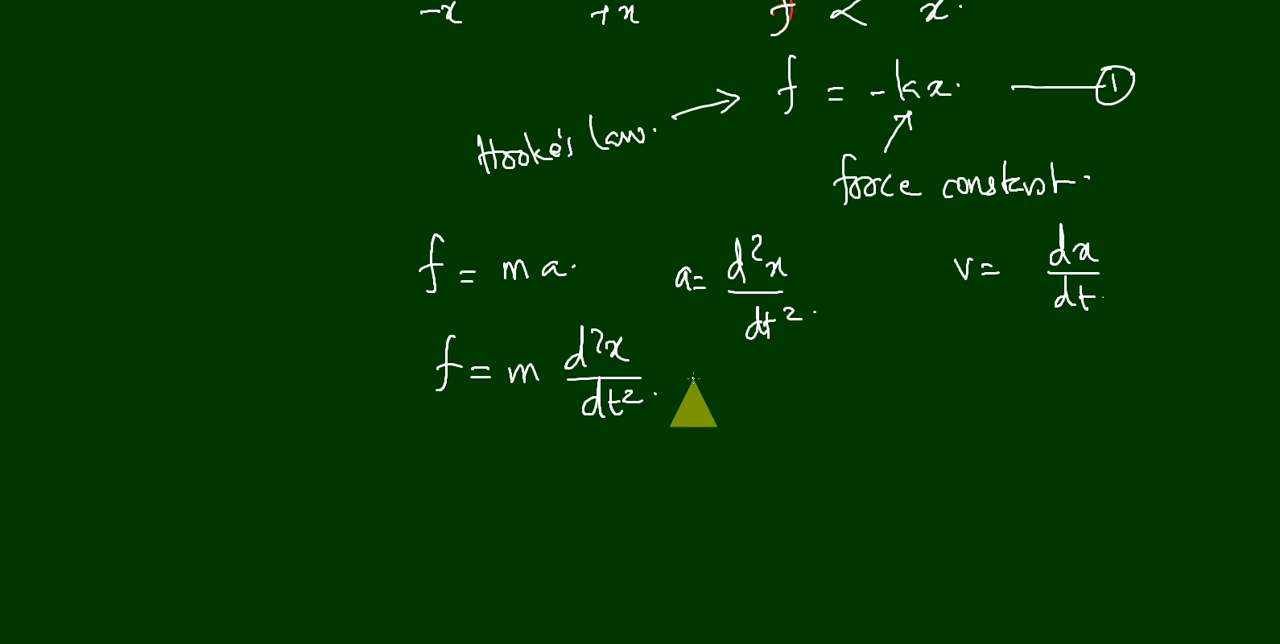 -x +x f ∝ x.
f = -kx. ——①
Hooke's law. →
force constant.
f = ma. a = d²x/dt². v = dx/dt.
f = m d²x/dt².